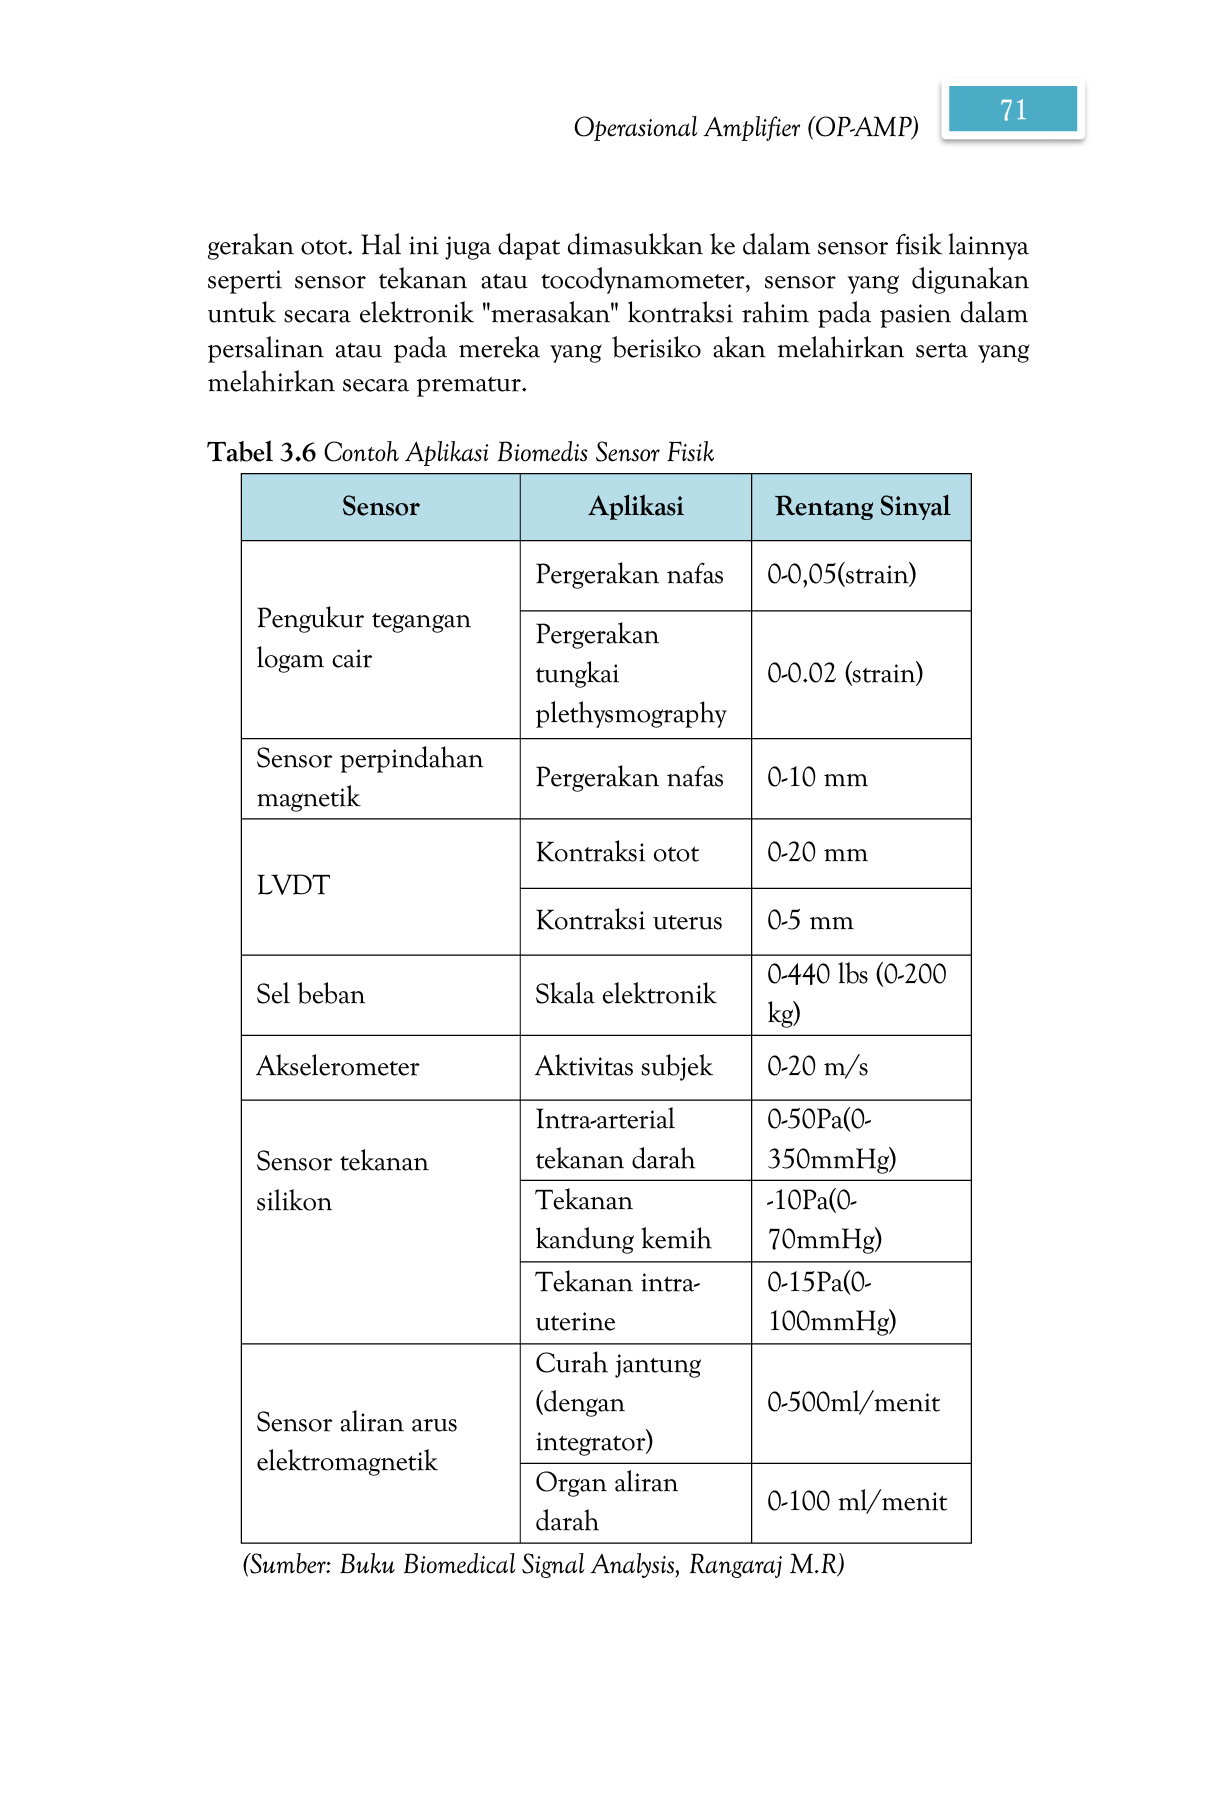 Operasional Amplifier (OP-AMP)
71
gerakan otot. Hal ini juga dapat dimasukkan ke dalam sensor fisik lainnya
seperti sensor tekanan atau tocodynamometer, sensor yang digunakan
untuk secara elektronik "merasakan" kontraksi rahim pada pasien dalam
persalinan atau pada mereka yang berisiko akan melahirkan serta yang
melahirkan secara prematur.
Tabel 3.6 Contoh Aplikasi Biomedis Sensor Fisik
Sensor
Aplikasi
Rentang Sinyal
Pengukur tegangan
logam cair
Pergerakan nafas
0-0,05(strain)
Pergerakan
tungkai
plethysmography
0-0.02 (strain)
Sensor perpindahan
magnetik
Pergerakan nafas
0-10 mm
LVDT
Kontraksi otot
0-20 mm
Kontraksi uterus
0-5 mm
Sel beban
Skala elektronik
0-440 lbs (0-200
kg)
Akselerometer
Aktivitas subjek
0-20 m/s
Sensor tekanan
silikon
Intra-arterial
tekanan darah
0-50Pa(0-
350mmHg)
Tekanan
kandung kemih
-10Pa(0-
70mmHg)
Tekanan intra-
uterine
0-15Pa(0-
100mmHg)
Sensor aliran arus
elektromagnetik
Curah jantung
(dengan
integrator)
0-500ml/menit
Organ aliran
darah
0-100 ml/menit
(Sumber: Buku Biomedical Signal Analysis, Rangaraj M.R)